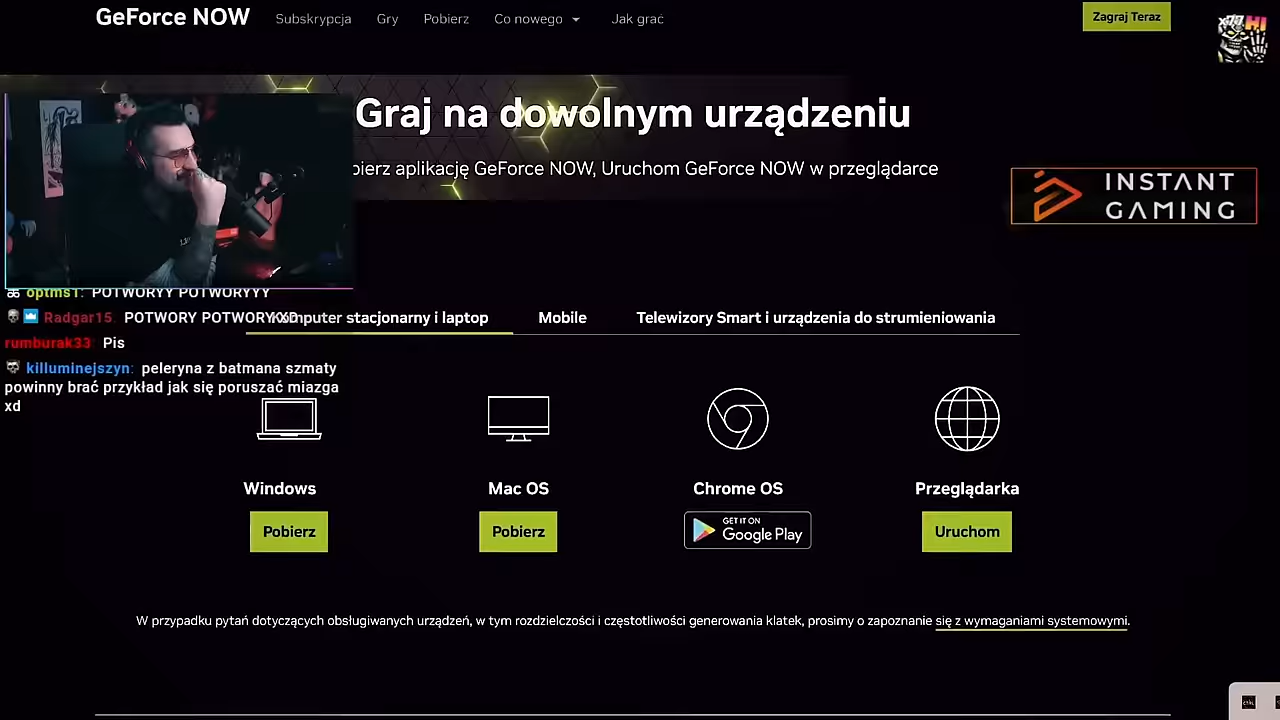 GeForce NOW
Subskrypcja
Gry
Pobierz
Co nowego
Jak grać
Zagraj Teraz
Graj na dowolnym urządzeniu
bierz aplikację GeForce NOW, Uruchom GeForce NOW w przeglądarce
INSTANT
GAMING
optms1: POTWORYY POTWORYYY
Radgar15: POTWORY POTWORY XD
rumburak33: Pis
killuminejszyn: peleryna z batmana szmaty
powinny brać przykład jak się poruszać miazga
xd
Komputer stacjonarny i laptop
Mobile
Telewizory Smart i urządzenia do strumieniowania
Windows
Mac OS
Chrome OS
Przeglądarka
Pobierz
Pobierz
GET IT ON
Google Play
Uruchom
W przypadku pytań dotyczących obsługiwanych urządzeń, w tym rozdzielczości i częstotliwości generowania klatek, prosimy o zapoznanie się z wymaganiami systemowymi.